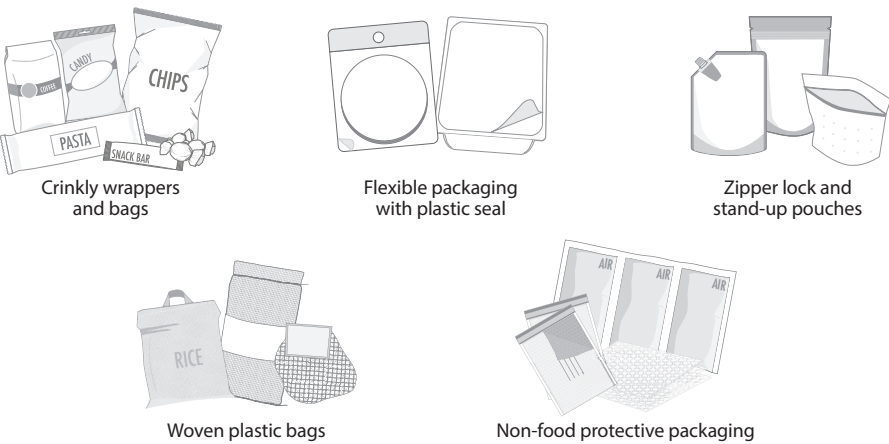 COFFEE
CANDY
CHIPS
PASTA
SNACK BAR
Crinkly wrappers
and bags
Flexible packaging
with plastic seal
Zipper lock and
stand-up pouches
RICE
AIR
AIR
AIR
Woven plastic bags
Non-food protective packaging